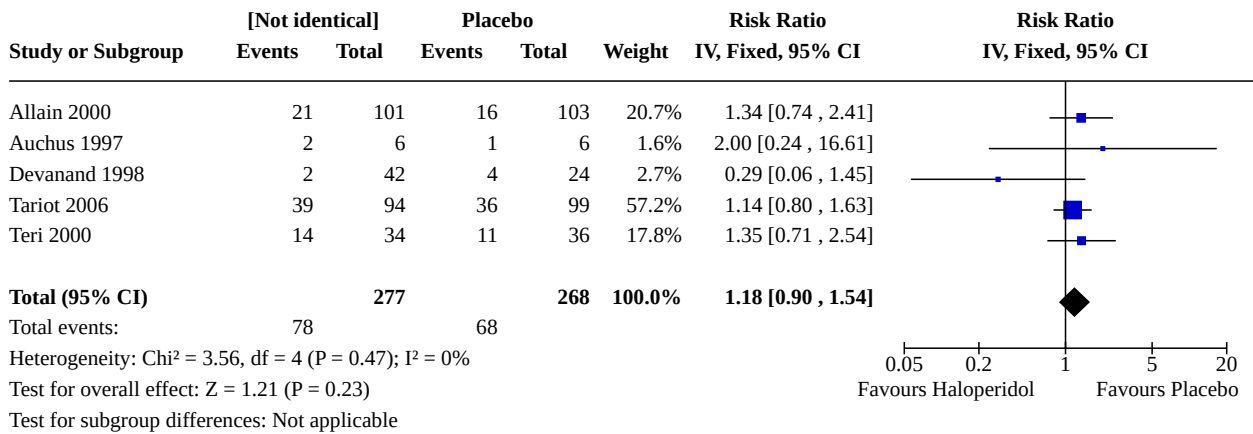 [Not identical] Placebo Risk Ratio Risk Ratio
Study or Subgroup Events Total Events Total Weight IV, Fixed, 95% CI IV, Fixed, 95% CI
Allain 2000 21 101 16 103 20.7% 1.34 [0.74 , 2.41]
Auchus 1997 2 6 1 6 1.6% 2.00 [0.24 , 16.61]
Devanand 1998 2 42 4 24 2.7% 0.29 [0.06 , 1.45]
Tariot 2006 39 94 36 99 57.2% 1.14 [0.80 , 1.63]
Teri 2000 14 34 11 36 17.8% 1.35 [0.71 , 2.54]
Total (95% CI) 277 268 100.0% 1.18 [0.90 , 1.54]
Total events: 78 68
Heterogeneity: Chi² = 3.56, df = 4 (P = 0.47); I² = 0%
0.05 0.2 1 5 20
Test for overall effect: Z = 1.21 (P = 0.23)
Favours Haloperidol Favours Placebo
Test for subgroup differences: Not applicable